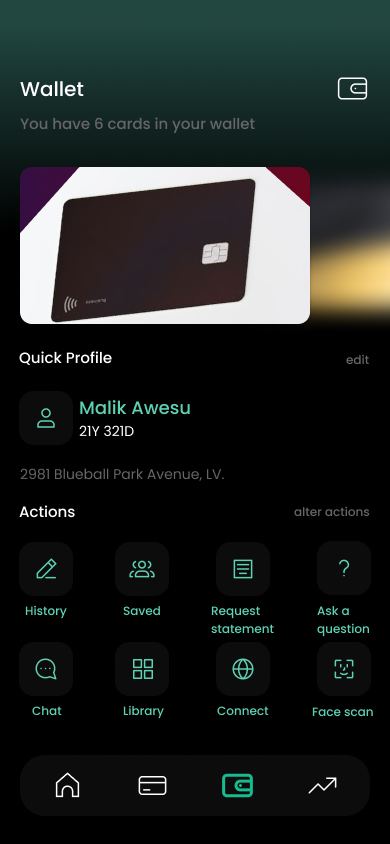 Wallet
You have 6 cards in your wallet
Quick Profile
edit
Malik Awesu
21Y 321D
2981 Blueball Park Avenue, LV.
Actions
alter actions
History
Saved
Request
statement
Ask a
question
Chat
Library
Connect
Face scan